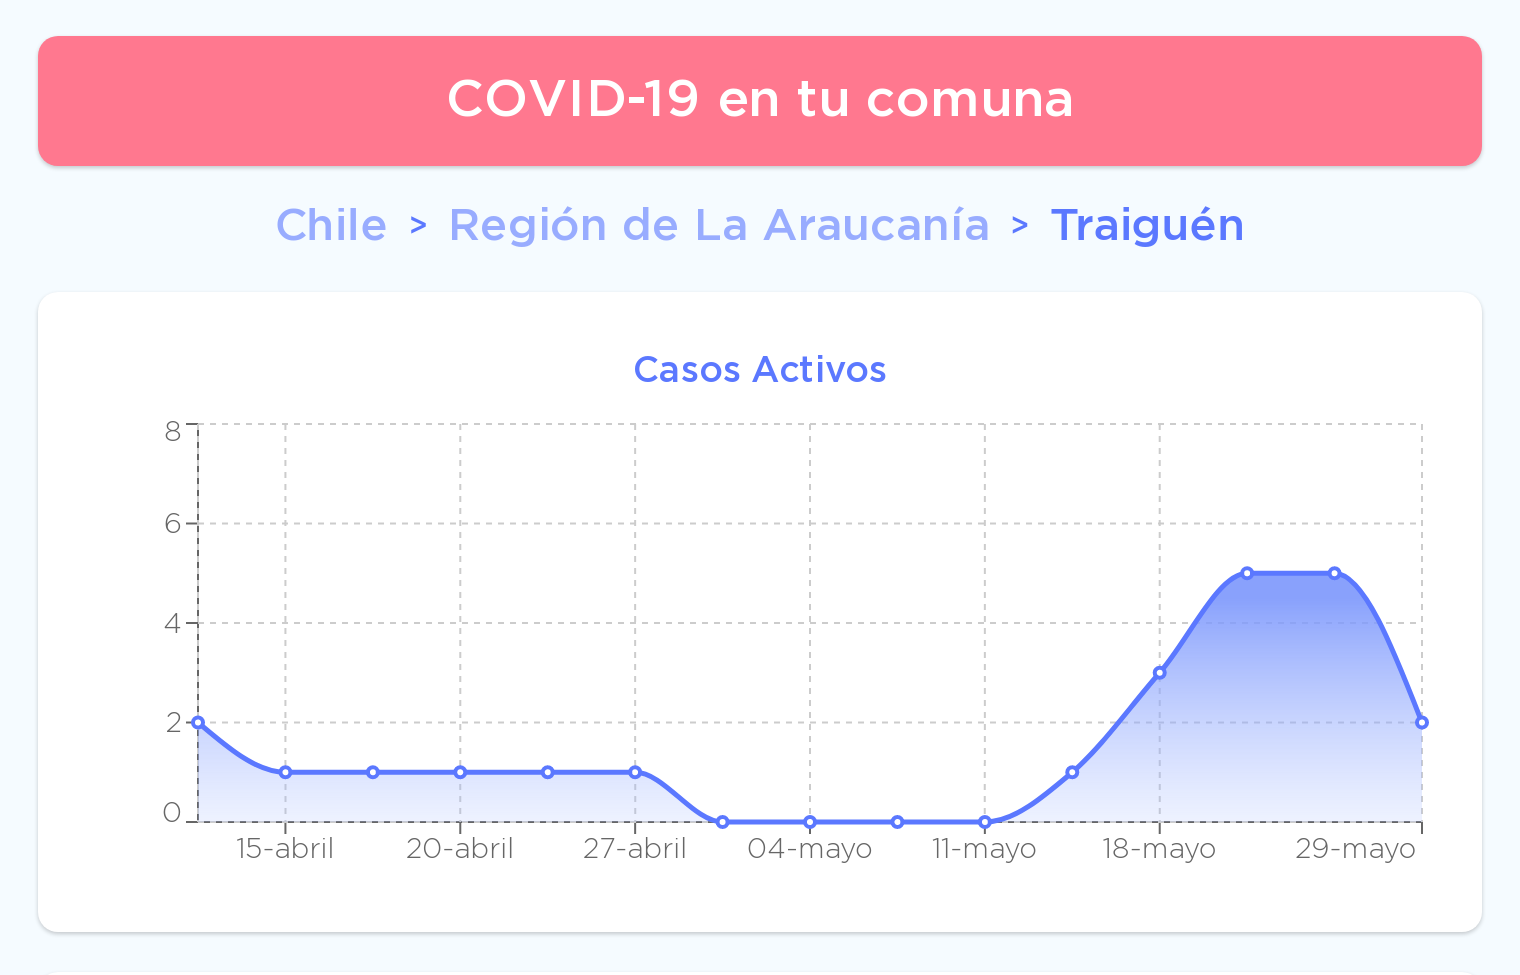 COVID-19 en tu comuna
Chile > Región de La Araucanía > Traiguén
Casos Activos
8
6
4
2
0
15-abril 20-abril 27-abril 04-mayo 11-mayo 18-mayo 29-mayo